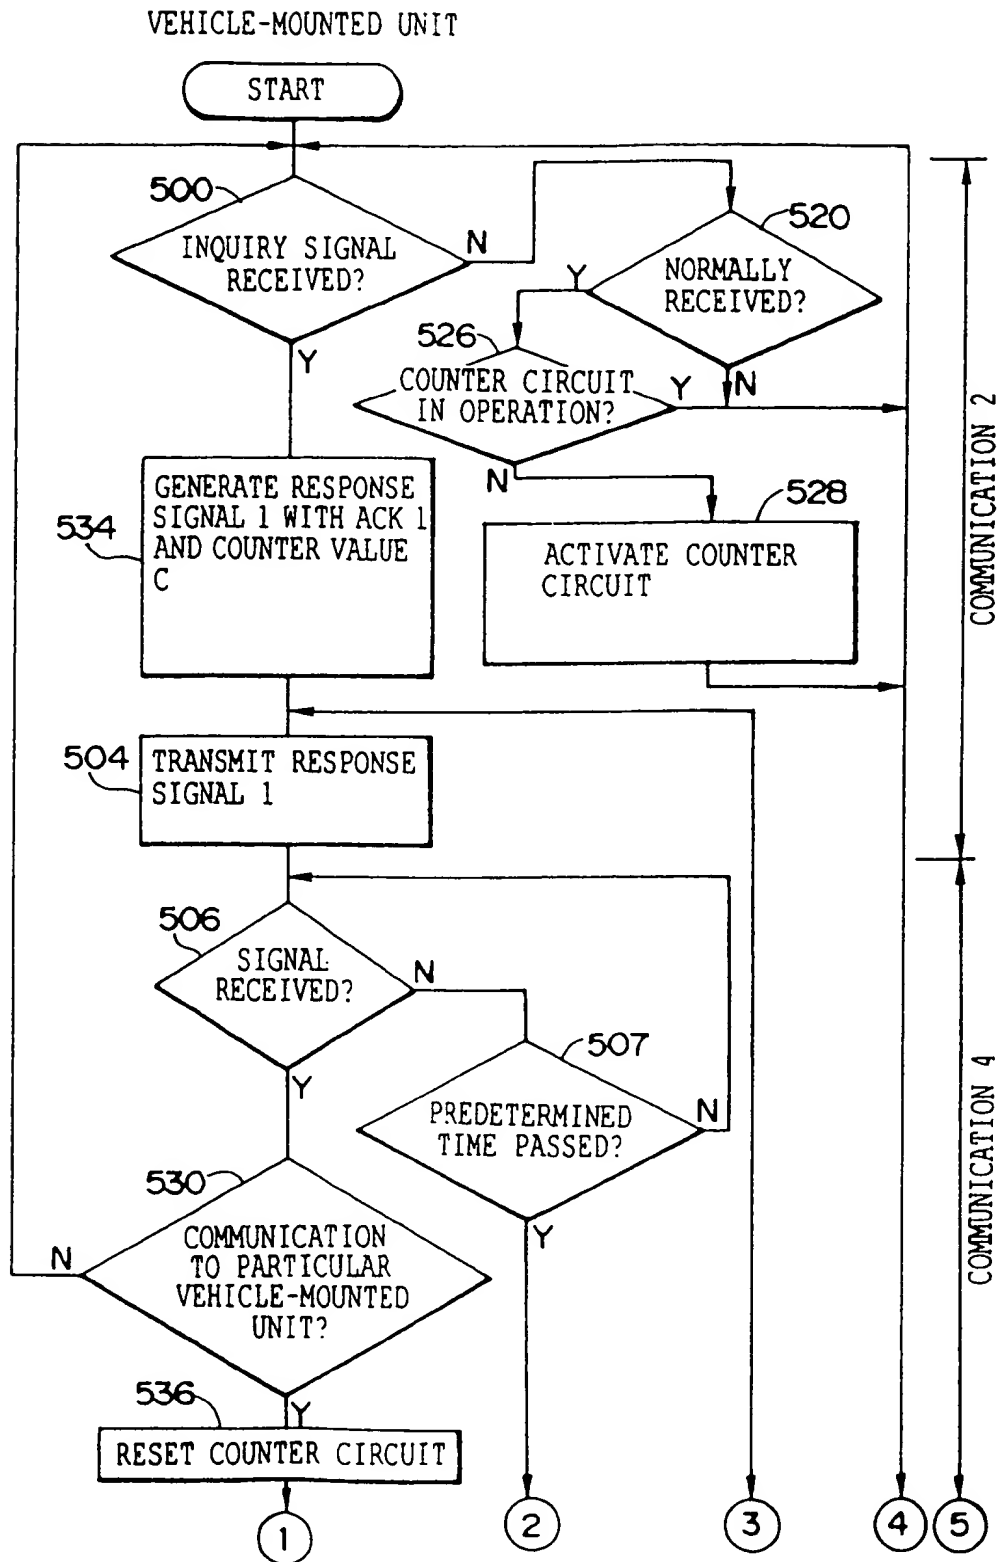 VEHICLE-MOUNTED UNIT
START
500
INQUIRY SIGNAL
RECEIVED?
N
Y
520
NORMALLY
RECEIVED?
Y
N
526
COUNTER CIRCUIT
IN OPERATION?
Y
N
528
ACTIVATE COUNTER
CIRCUIT
534
GENERATE RESPONSE
SIGNAL 1 WITH ACK 1
AND COUNTER VALUE
C
COMMUNICATION 2
504
TRANSMIT RESPONSE
SIGNAL 1
506
SIGNAL
RECEIVED?
N
Y
507
PREDETERMINED
TIME PASSED?
N
Y
530
COMMUNICATION
TO PARTICULAR
VEHICLE-MOUNTED
UNIT?
N
Y
COMMUNICATION 4
536
RESET COUNTER CIRCUIT
1
2
3
4
5